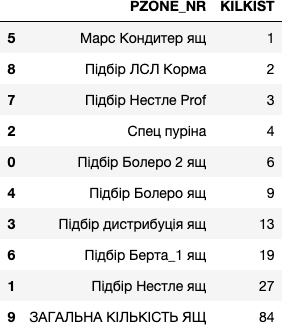 PZONE_NR KILKIST
5 Марс Кондитер ящ 1
8 Підбір ЛСЛ Корма 2
7 Підбір Нестле Prof 3
2 Спец пуріна 4
0 Підбір Болеро 2 ящ 6
4 Підбір Болеро ящ 9
3 Підбір дистрибуція ящ 13
6 Підбір Берта_1 ящ 19
1 Підбір Нестле ящ 27
9 ЗАГАЛЬНА КІЛЬКІСТЬ ЯЩ 84